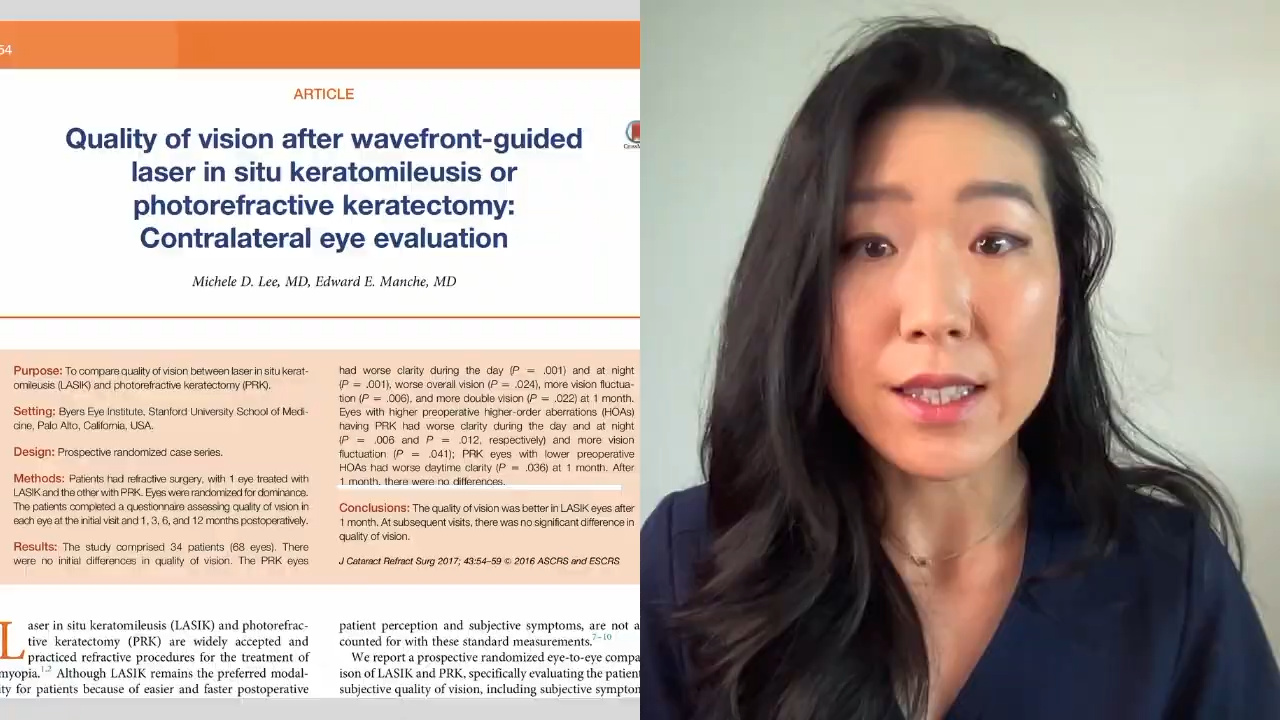 54
ARTICLE
Quality of vision after wavefront-guided
laser in situ keratomileusis or
photorefractive keratectomy:
Contralateral eye evaluation
Michele D. Lee, MD, Edward E. Manche, MD
Purpose: To compare quality of vision between laser in situ kerat-
omileusis (LASIK) and photorefractive keratectomy (PRK).
Setting: Byers Eye Institute, Stanford University School of Medi-
cine, Palo Alto, California, USA.
Design: Prospective randomized case series.
Methods: Patients had refractive surgery, with 1 eye treated with
LASIK and the other with PRK. Eyes were randomized for dominance.
The patients completed a questionnaire assessing quality of vision in
each eye at the initial visit and 1, 3, 6, and 12 months postoperatively.
Results: The study comprised 34 patients (68 eyes). There
were no initial differences in quality of vision. The PRK eyes
had worse clarity during the day (P = .001) and at night
(P = .001), worse overall vision (P = .024), more vision fluctua-
tion (P = .006), and more double vision (P = .022) at 1 month.
Eyes with higher preoperative higher-order aberrations (HOAs)
having PRK had worse clarity during the day and at night
(P = .006 and P = .012, respectively) and more vision
fluctuation (P = .041); PRK eyes with lower preoperative
HOAs had worse daytime clarity (P = .036) at 1 month. After
1 month, there were no differences.
Conclusions: The quality of vision was better in LASIK eyes after
1 month. At subsequent visits, there was no significant difference in
quality of vision.
J Cataract Refract Surg 2017; 43:54–59 © 2016 ASCRS and ESCRS
Laser in situ keratomileusis (LASIK) and photorefrac-
tive keratectomy (PRK) are widely accepted and
practiced refractive procedures for the treatment of
myopia.1,2 Although LASIK remains the preferred modal-
ity for patients because of easier and faster postoperative
patient perception and subjective symptoms, are not a
counted for with these standard measurements.7–10
We report a prospective randomized eye-to-eye compa
ison of LASIK and PRK, specifically evaluating the patient
subjective quality of vision, including subjective symptom